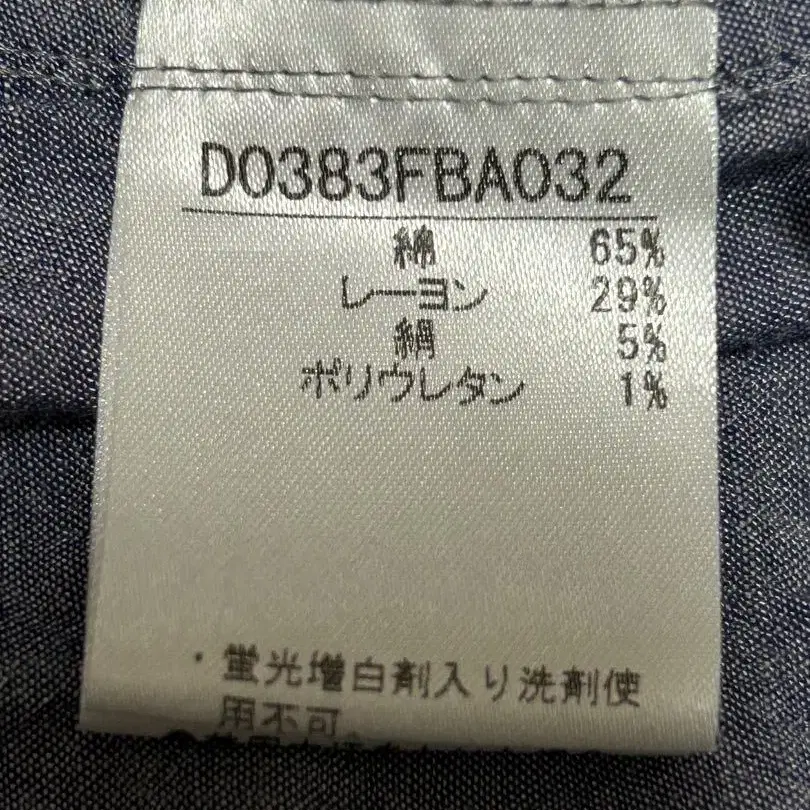 D0383FBA032
綿 65%
レーヨン 29%
絹 5%
ポリウレタン 1%
・蛍光増白剤入り洗剤使
用不可